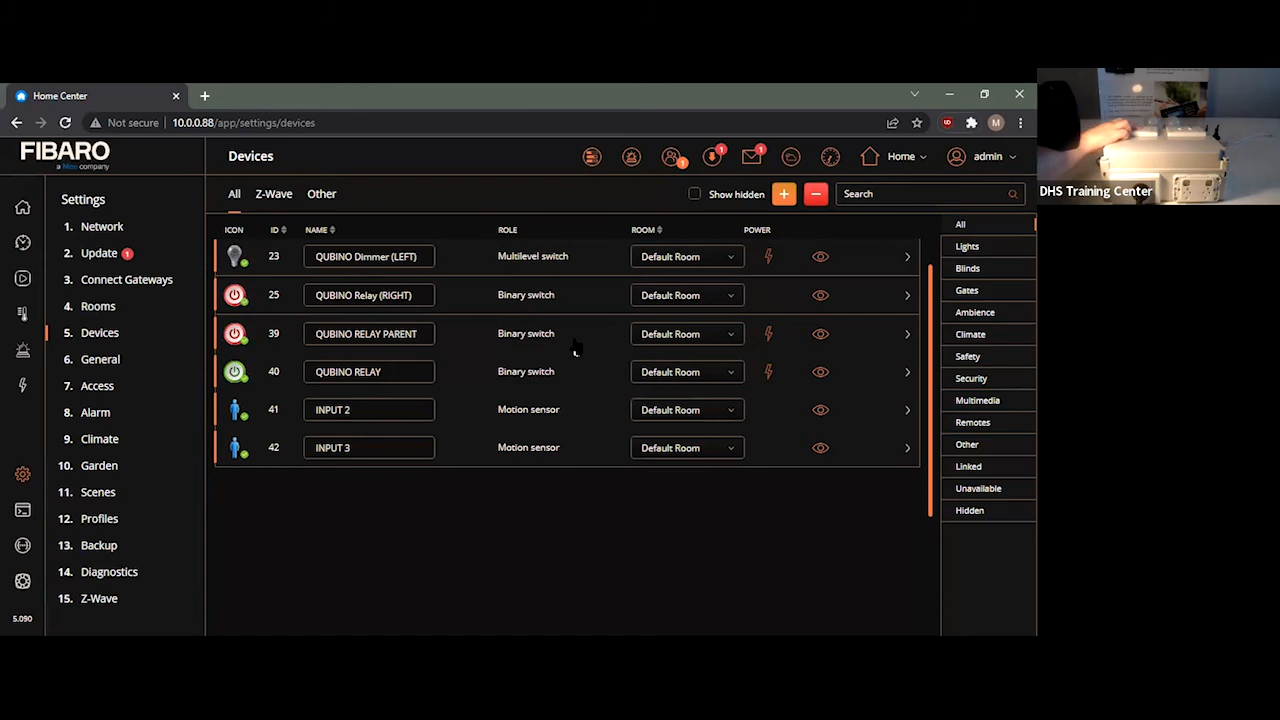 Home Center
Not secure 10.0.0.88/app/settings/devices
M
FIBARO
a Nice company
Devices
1
1
1
Home
admin
Settings
1. Network
2. Update 1
3. Connect Gateways
4. Rooms
5. Devices
6. General
7. Access
8. Alarm
9. Climate
10. Garden
11. Scenes
12. Profiles
13. Backup
14. Diagnostics
15. Z-Wave
5.090
All Z-Wave Other
Show hidden
Search
ICON ID NAME ROLE ROOM POWER
23 QUBINO Dimmer (LEFT) Multilevel switch Default Room
25 QUBINO Relay (RIGHT) Binary switch Default Room
39 QUBINO RELAY PARENT Binary switch Default Room
40 QUBINO RELAY Binary switch Default Room
41 INPUT 2 Motion sensor Default Room
42 INPUT 3 Motion sensor Default Room
All
Lights
Blinds
Gates
Ambience
Climate
Safety
Security
Multimedia
Remotes
Other
Linked
Unavailable
Hidden
DHS Training Center